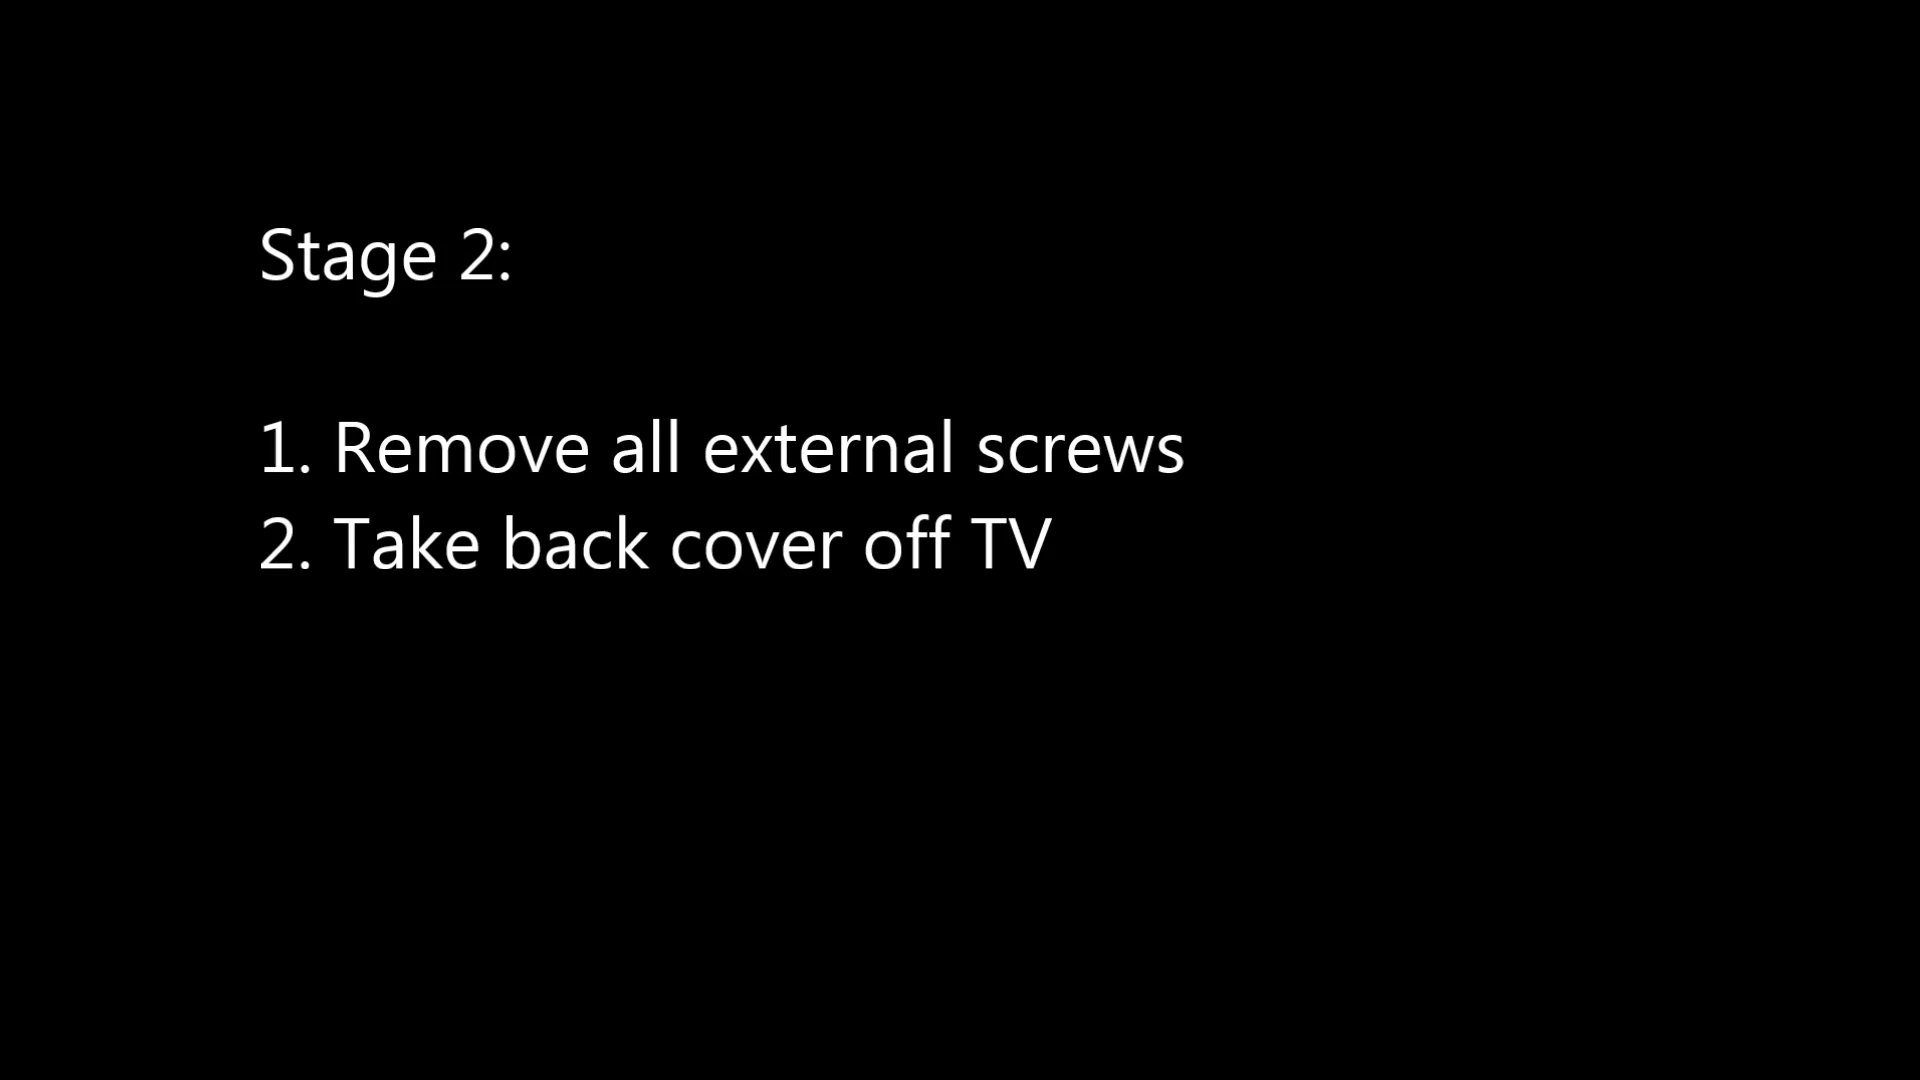 Stage 2:
1. Remove all external screws
2. Take back cover off TV